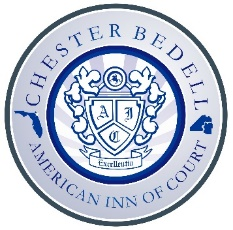 CHESTER BEDELL
A I
C
Excellentia
AMERICAN INN OF COURT